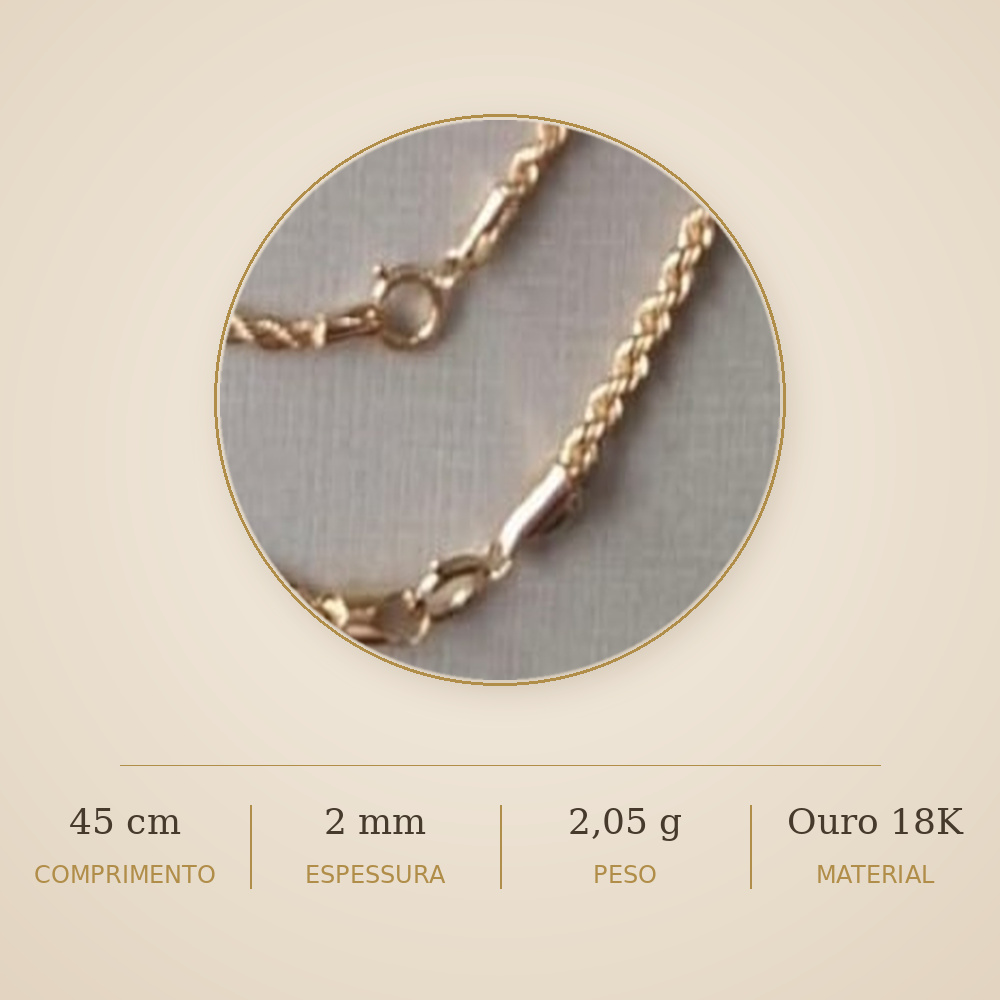 45 cm
2 mm
2,05 g
Ouro 18K
COMPRIMENTO
ESPESSURA
PESO
MATERIAL